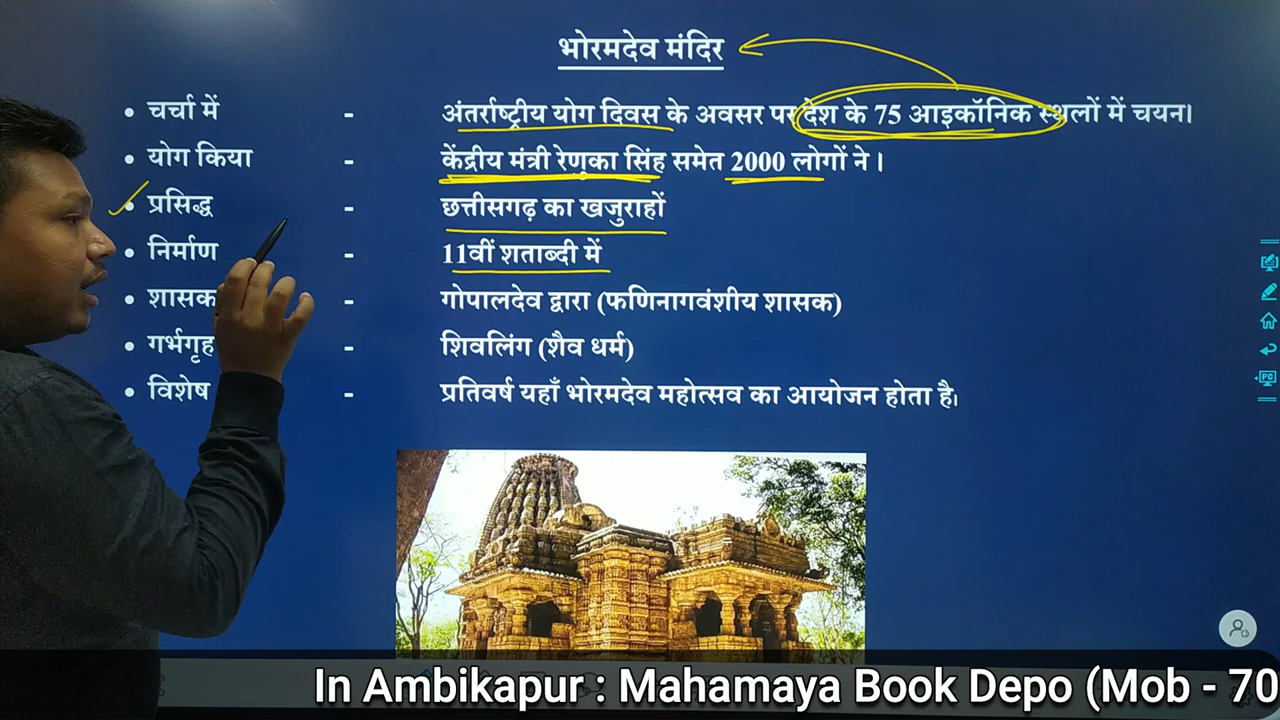 भोरमदेव मंदिर
• चर्चा में - अंतर्राष्ट्रीय योग दिवस के अवसर पर देश के 75 आइकॉनिक स्थलों में चयन।
• योग किया - केंद्रीय मंत्री रेणुका सिंह समेत 2000 लोगों ने।
• प्रसिद्ध - छत्तीसगढ़ का खजुराहों
• निर्माण - 11वीं शताब्दी में
• शासक - गोपालदेव द्वारा (फणिनागवंशीय शासक)
• गर्भगृह - शिवलिंग (शैव धर्म)
• विशेष - प्रतिवर्ष यहाँ भोरमदेव महोत्सव का आयोजन होता है।
PC
In Ambikapur : Mahamaya Book Depo (Mob - 70